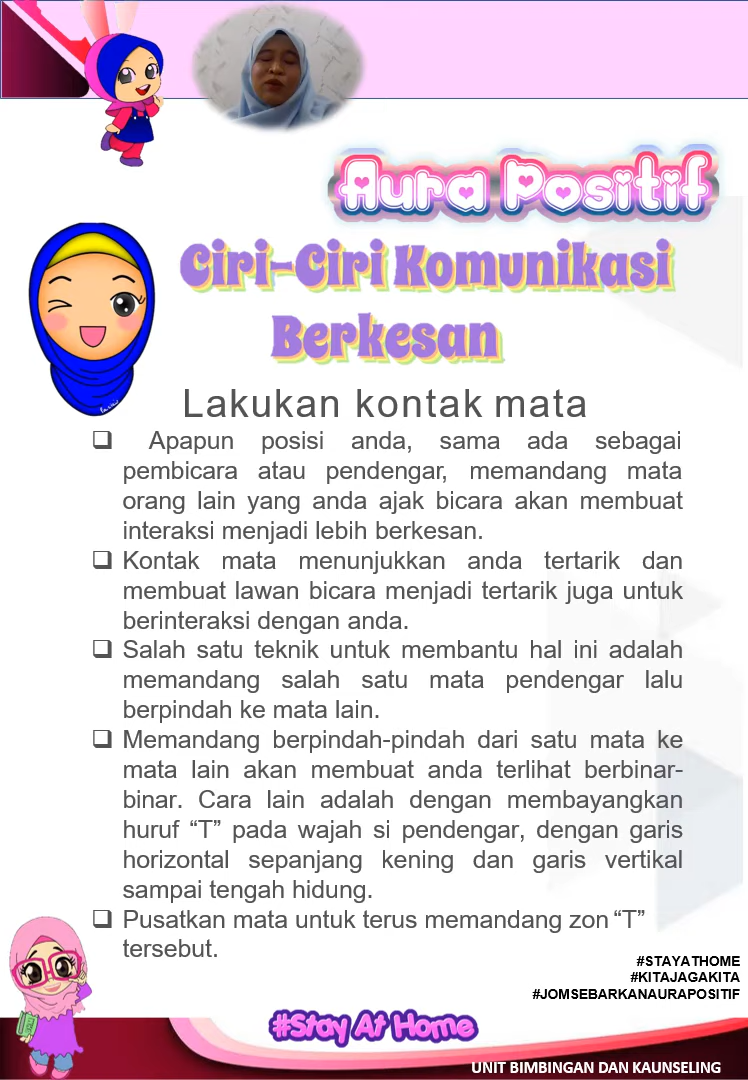 Aura Positif
Ciri-Ciri Komunikasi
Berkesan
Lakukan kontak mata
❑ Apapun posisi anda, sama ada sebagai
pembicara atau pendengar, memandang mata
orang lain yang anda ajak bicara akan membuat
interaksi menjadi lebih berkesan.
❑ Kontak mata menunjukkan anda tertarik dan
membuat lawan bicara menjadi tertarik juga untuk
berinteraksi dengan anda.
❑ Salah satu teknik untuk membantu hal ini adalah
memandang salah satu mata pendengar lalu
berpindah ke mata lain.
❑ Memandang berpindah-pindah dari satu mata ke
mata lain akan membuat anda terlihat berbinar-
binar. Cara lain adalah dengan membayangkan
huruf “T” pada wajah si pendengar, dengan garis
horizontal sepanjang kening dan garis vertikal
sampai tengah hidung.
❑ Pusatkan mata untuk terus memandang zon “T”
tersebut.
#STAYATHOME
#KITAJAGAKITA
#JOMSEBARKANAURAPOSITIF
#Stay At Home
UNIT BIMBINGAN DAN KAUNSELING